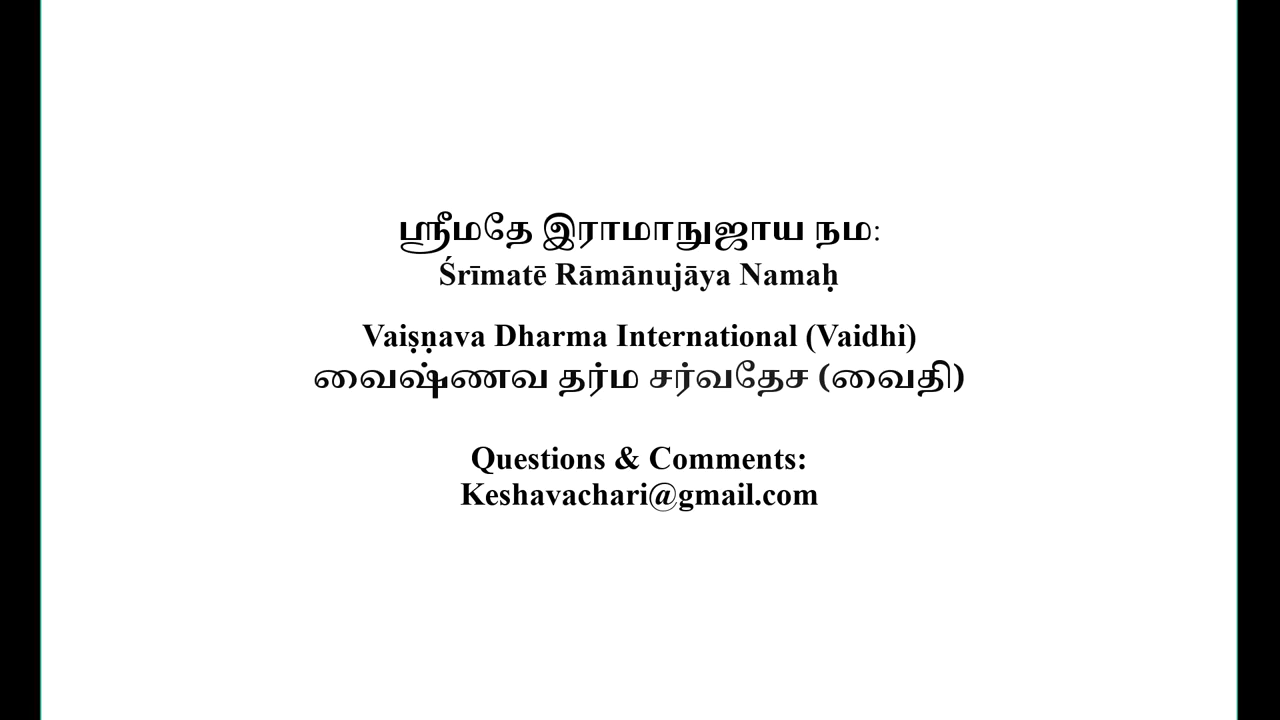 ஸ்ரீமதே இராமாநுஜாய நம:
Śrīmatē Rāmānujāya Namaḥ
Vaiṣṇava Dharma International (Vaidhi)
வைஷ்ணவ தர்ம சர்வதேச (வைதி)
Questions & Comments:
Keshavachari@gmail.com